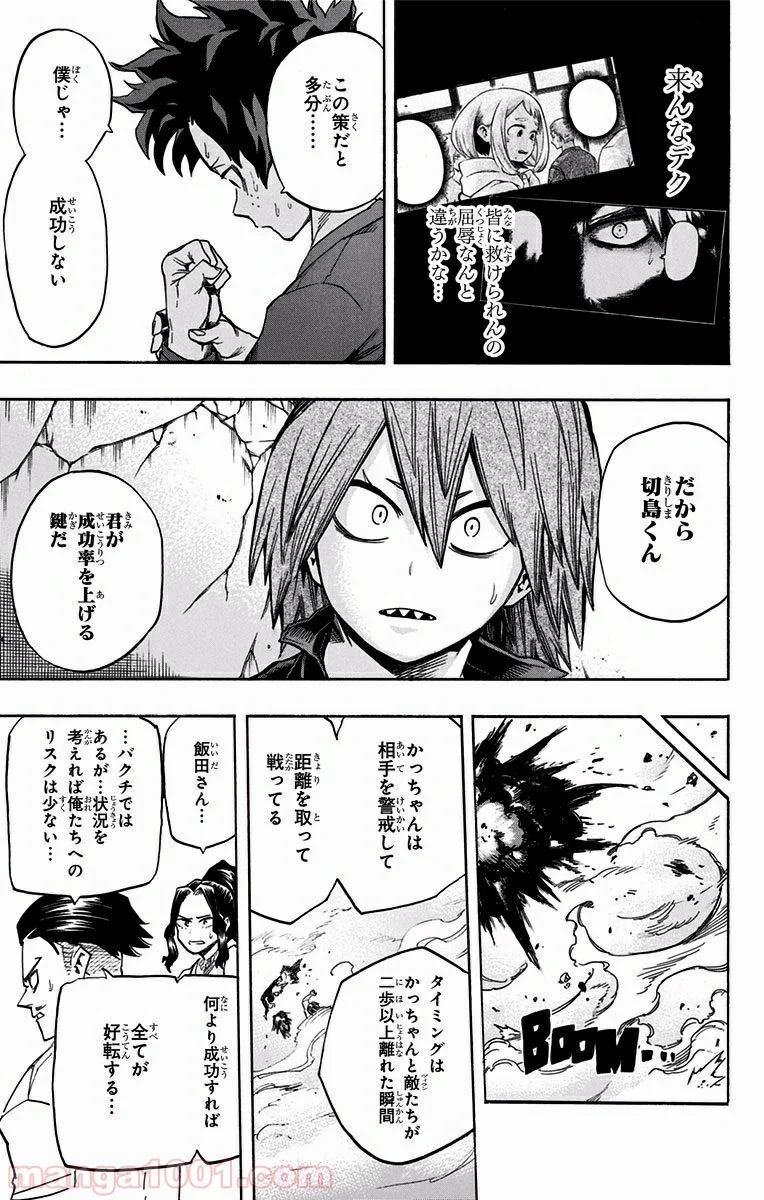 来んなデク
皆に救けられんの
屈辱なんと
違うかな…
この策だと
多分……
僕じゃ…
成功しない
だから
切島くん
君が
成功率を上げる
鍵だ
BOOM...
かっちゃんは
相手を警戒して
距離を取って
戦ってる
タイミングは
かっちゃんと敵たちが
二歩以上離れた瞬間
飯田さん…
…バクチでは
あるが…状況を
考えれば俺たちへの
リスクは少ない…
何より成功すれば
全てが
好転する…
manga1001.com